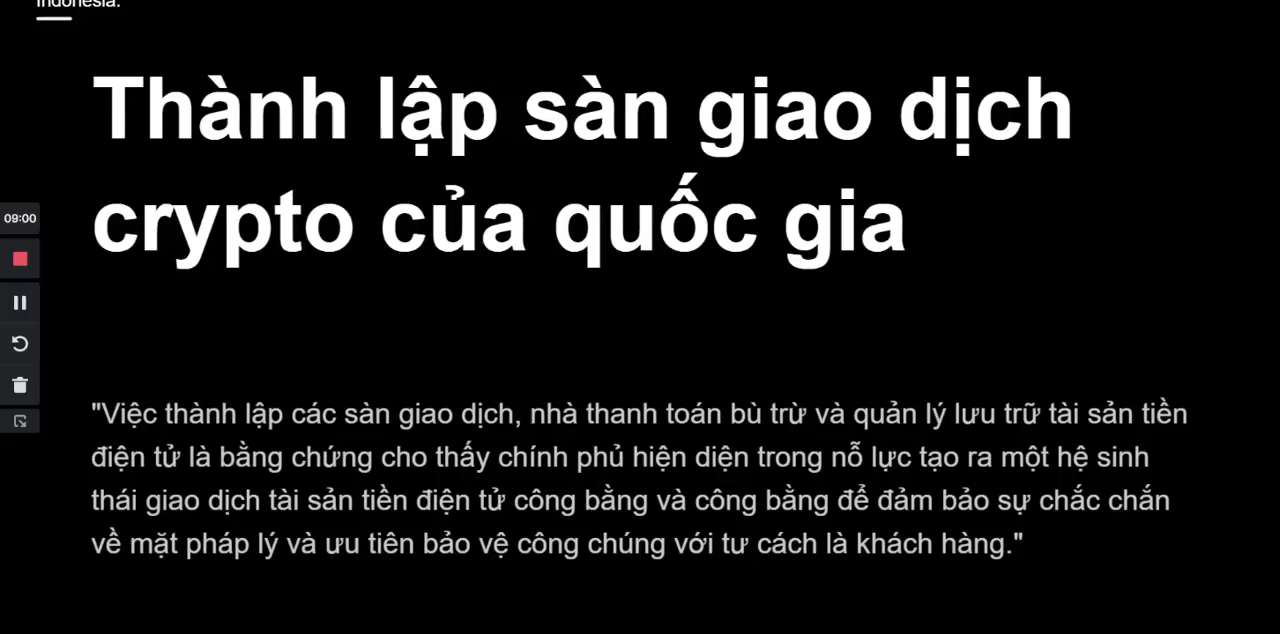 Indonesia.
Thành lập sàn giao dịch
crypto của quốc gia
09:00
"Việc thành lập các sàn giao dịch, nhà thanh toán bù trừ và quản lý lưu trữ tài sản tiền
điện tử là bằng chứng cho thấy chính phủ hiện diện trong nỗ lực tạo ra một hệ sinh
thái giao dịch tài sản tiền điện tử công bằng và công bằng để đảm bảo sự chắc chắn
về mặt pháp lý và ưu tiên bảo vệ công chúng với tư cách là khách hàng."